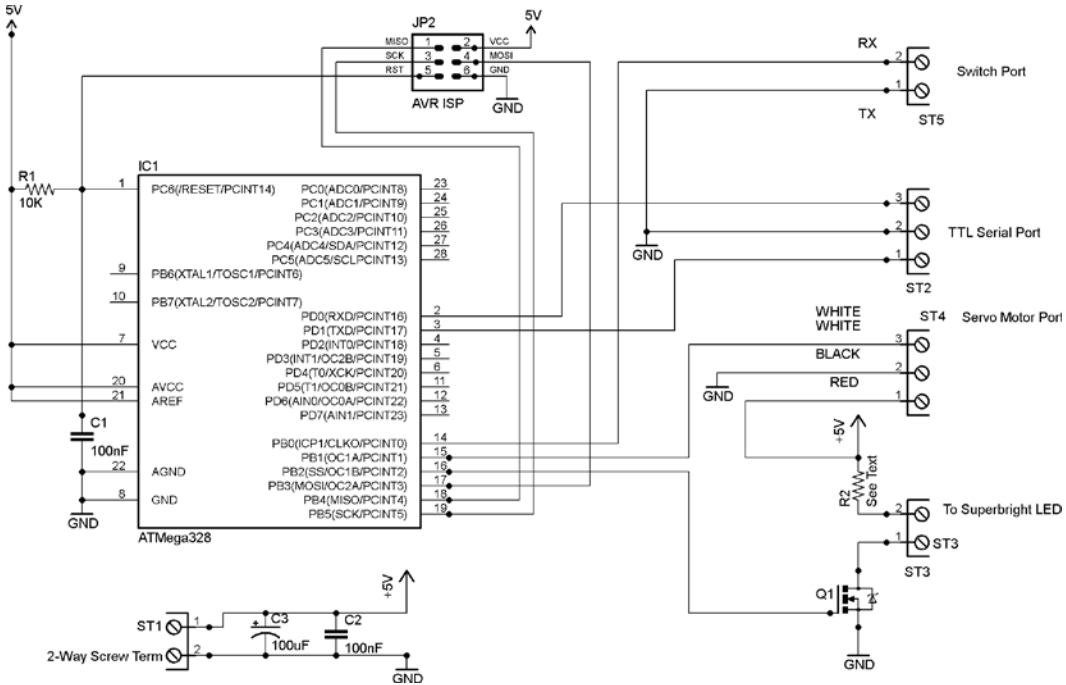 5V
JP2
5V
MISO 1 2 VCC
SCK 3 4 MOSI
RST 5 6 GND
AVR ISP
GND
RX
2
1
TX
Switch Port
ST5
R1
10K
IC1
1 PC6(/RESET/PCINT14)
9 PB6(XTAL1/TOSC1/PCINT6)
10 PB7(XTAL2/TOSC2/PCINT7)
7 VCC
20 AVCC
21 AREF
22 AGND
8 GND
PC0(ADC0/PCINT8) 23
PC1(ADC1/PCINT9) 24
PC2(ADC2/PCINT10) 25
PC3(ADC3/PCINT11) 26
PC4(ADC4/SDA/PCINT12) 27
PC5(ADC5/SCLPCINT13) 28
PD0(RXD/PCINT16) 2
PD1(TXD/PCINT17) 3
PD2(INT0/PCINT18) 4
PD3(INT1/OC2B/PCINT19) 5
PD4(T0/XCK/PCINT20) 6
PD5(T1/OC0B/PCINT21) 11
PD6(AIN0/OC0A/PCINT22) 12
PD7(AIN1/PCINT23) 13
PB0(ICP1/CLKO/PCINT0) 14
PB1(OC1A/PCINT1) 15
PB2(SS/OC1B/PCINT2) 16
PB3(MOSI/OC2A/PCINT3) 17
PB4(MISO/PCINT4) 18
PB5(SCK/PCINT5) 19
ATMega328
C1
100nF
GND
3
2
1
TTL Serial Port
GND
ST2
WHITE
WHITE
BLACK
RED
ST4 Servo Motor Port
3
2
1
GND
+5V
R2
See Text
2
1
To Superbright LED
ST3
ST3
Q1
GND
+5V
ST1 1
2-Way Screw Term 2
+ C3
100uF
C2
100nF
GND